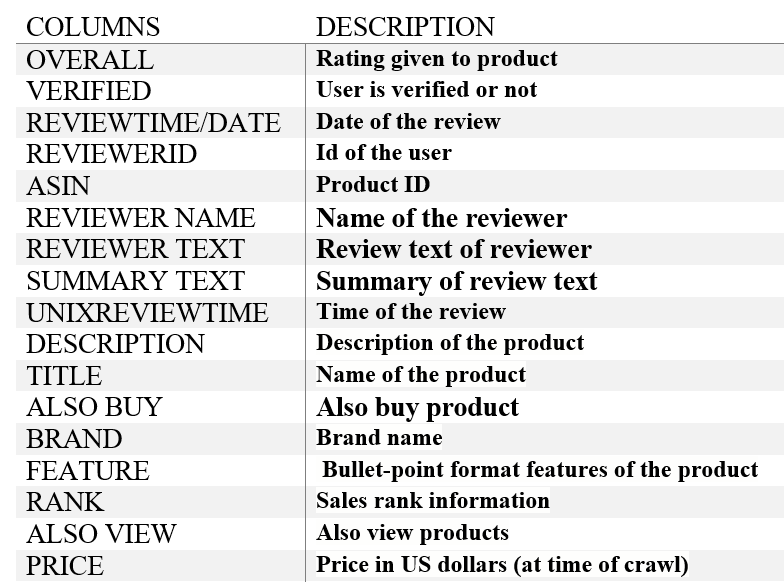 COLUMNS DESCRIPTION
OVERALL Rating given to product
VERIFIED User is verified or not
REVIEWTIME/DATE Date of the review
REVIEWERID Id of the user
ASIN Product ID
REVIEWER NAME Name of the reviewer
REVIEWER TEXT Review text of reviewer
SUMMARY TEXT Summary of review text
UNIXREVIEWTIME Time of the review
DESCRIPTION Description of the product
TITLE Name of the product
ALSO BUY Also buy product
BRAND Brand name
FEATURE Bullet-point format features of the product
RANK Sales rank information
ALSO VIEW Also view products
PRICE Price in US dollars (at time of crawl)